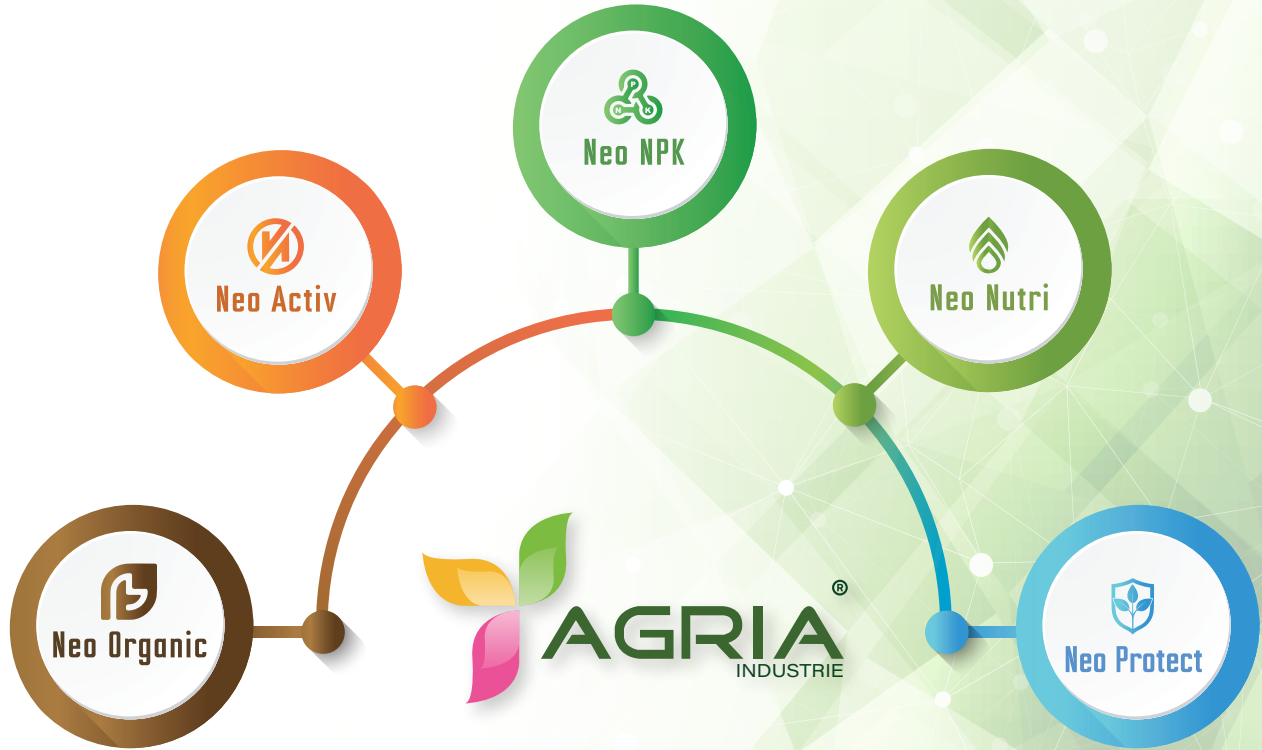 P
N K
Neo NPK
Neo Activ
Neo Nutri
Neo Organic
AGRIA®
INDUSTRIE
Neo Protect